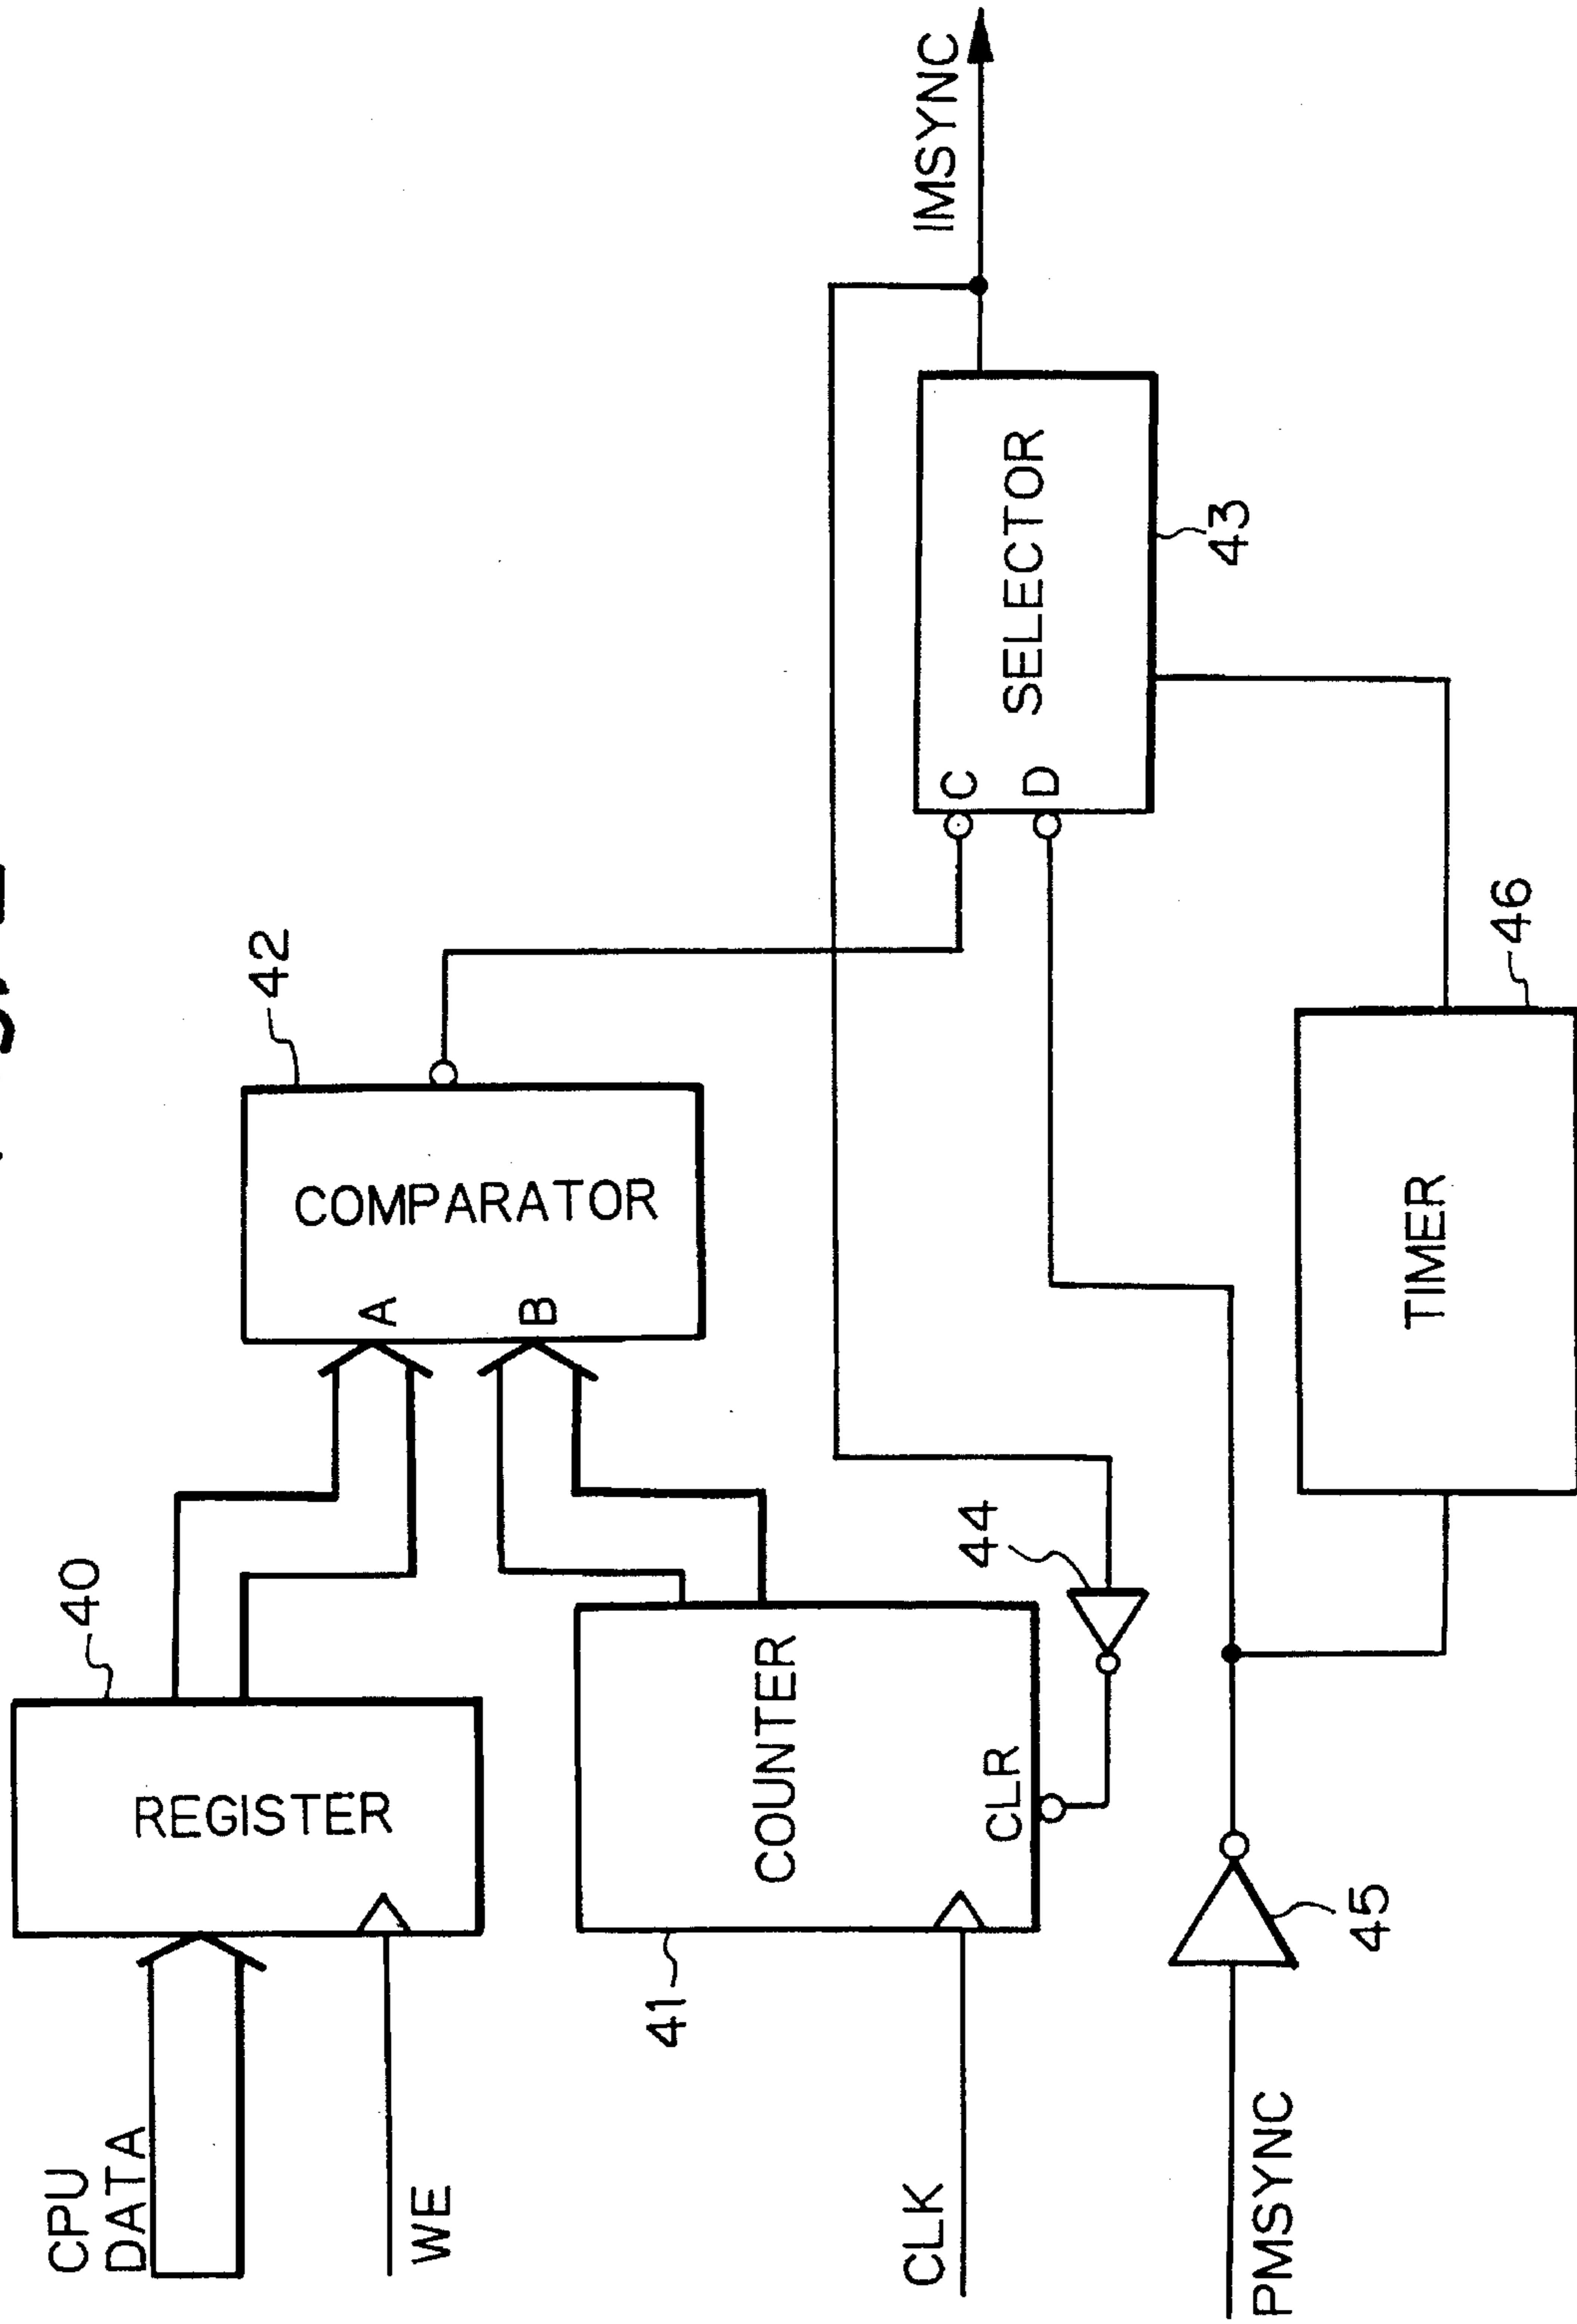 CPU
DATA
WE
REGISTER
40
A
B
COMPARATOR
42
41
COUNTER
CLR
CLK
44
PMSYNC
45
TIMER
46
C
D
SELECTOR
43
IMSYNC